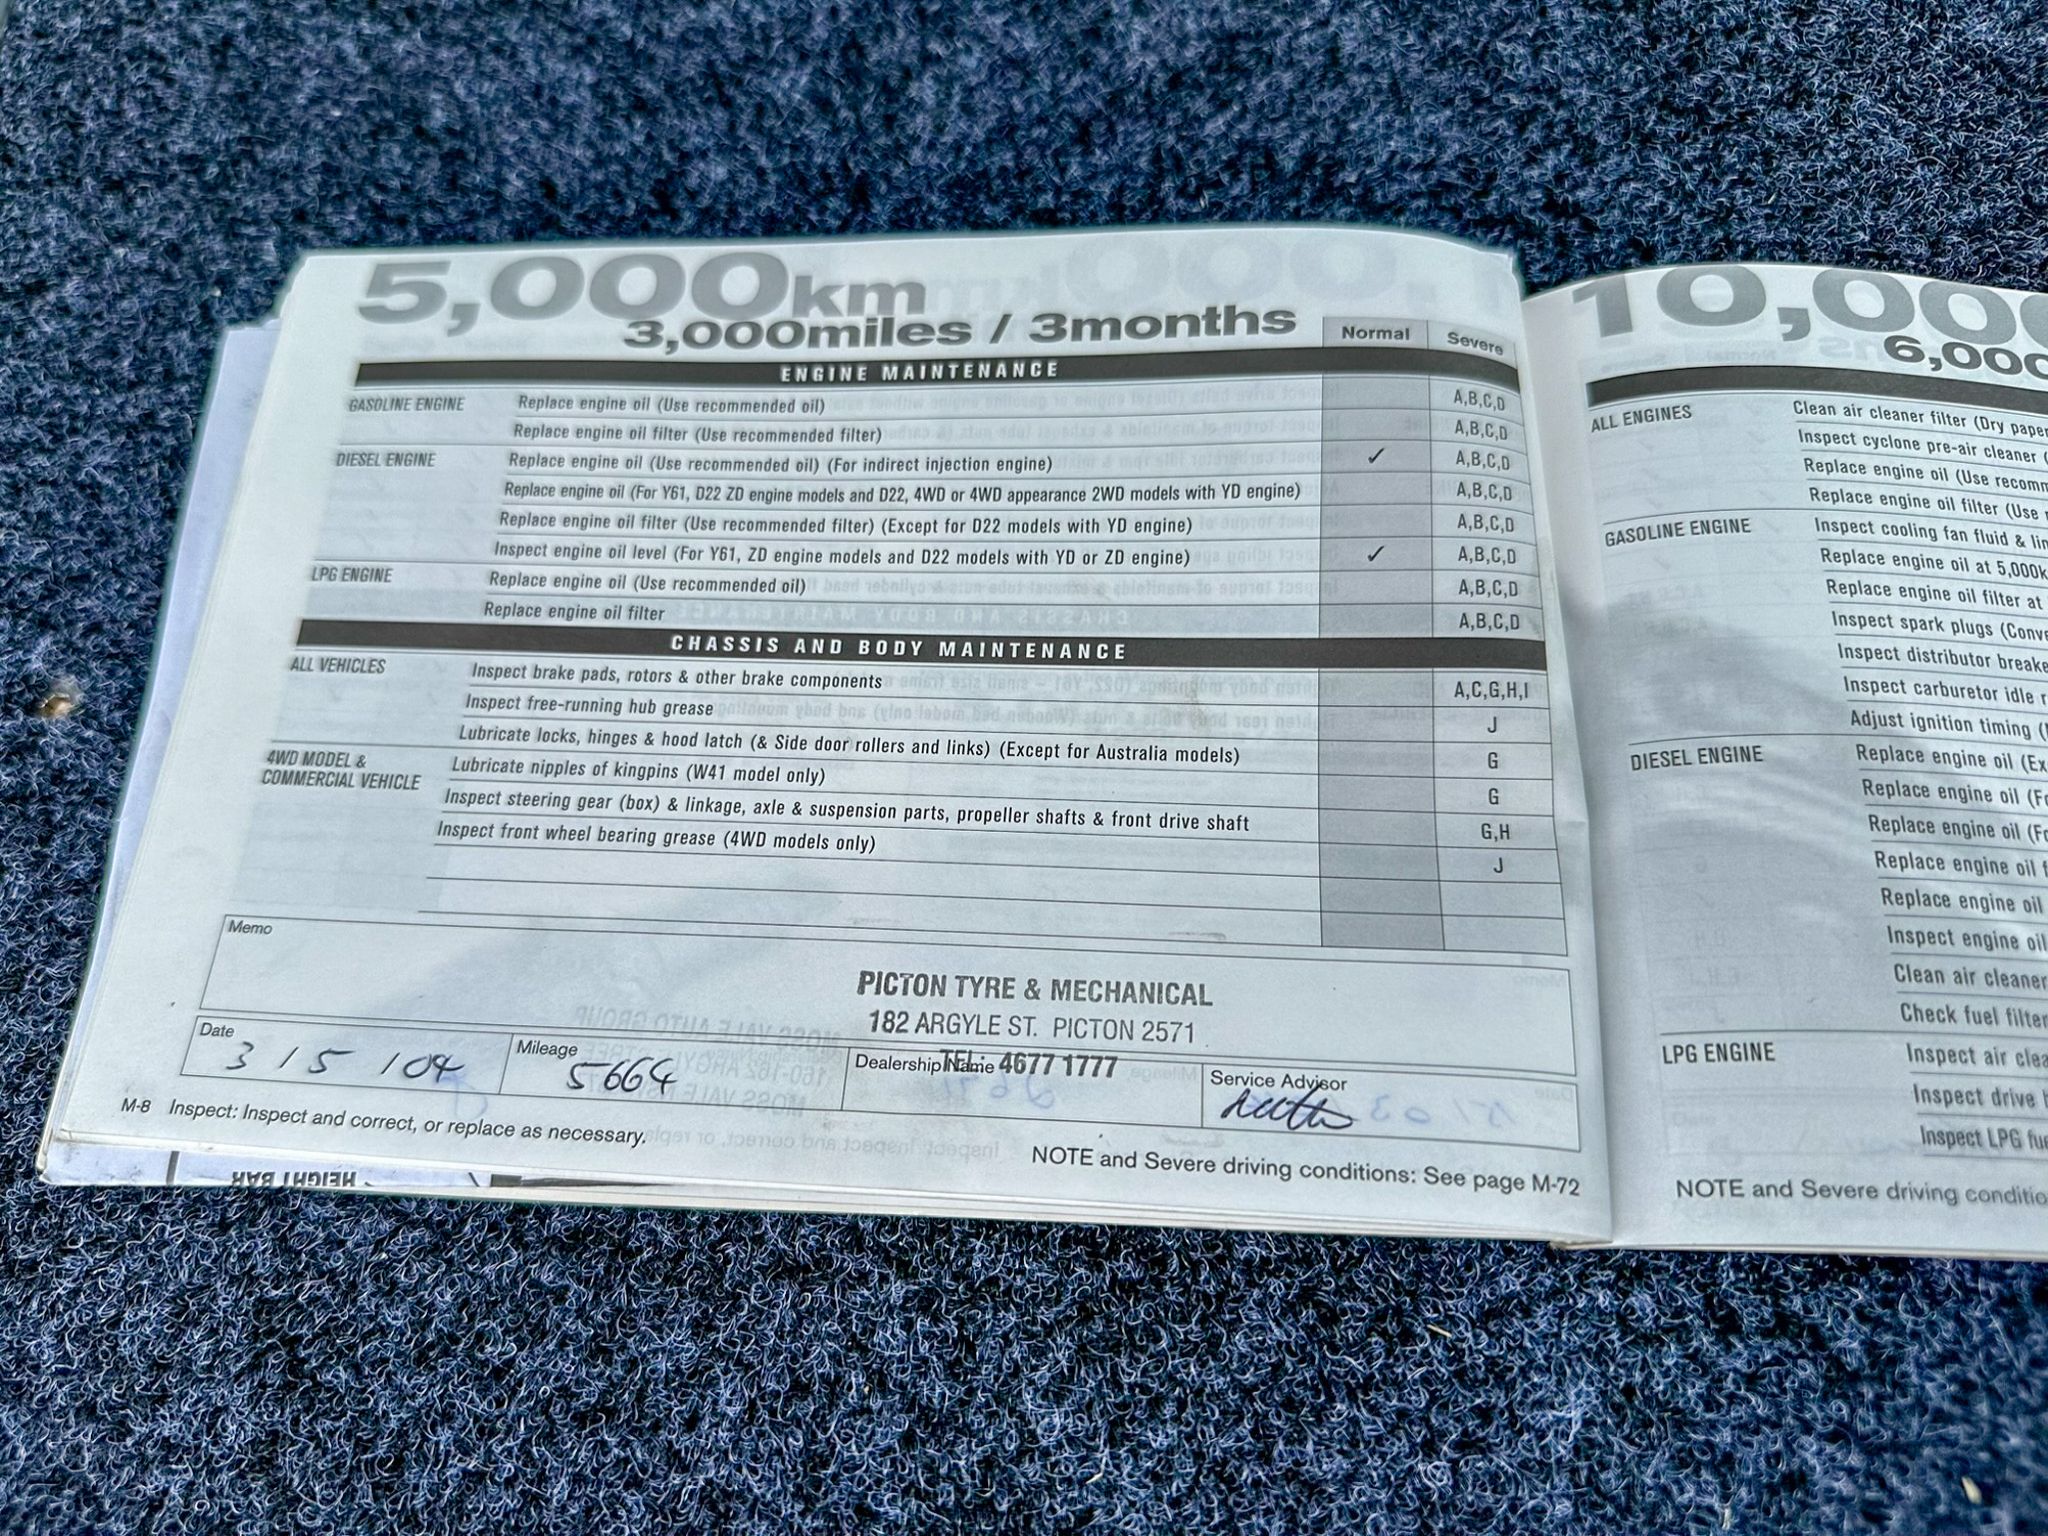 5,000km
3,000miles / 3months
Normal
Severe
ENGINE MAINTENANCE
GASOLINE ENGINE Replace engine oil (Use recommended oil) A,B,C,D
Replace engine oil filter (Use recommended filter) A,B,C,D
DIESEL ENGINE Replace engine oil (Use recommended oil) (For indirect injection engine) ✓ A,B,C,D
Replace engine oil (For Y61, D22 ZD engine models and D22, 4WD or 4WD appearance 2WD models with YD engine) A,B,C,D
Replace engine oil filter (Use recommended filter) (Except for D22 models with YD engine) A,B,C,D
Inspect engine oil level (For Y61, ZD engine models and D22 models with YD or ZD engine) ✓ A,B,C,D
LPG ENGINE Replace engine oil (Use recommended oil) A,B,C,D
Replace engine oil filter A,B,C,D
CHASSIS AND BODY MAINTENANCE
ALL VEHICLES Inspect brake pads, rotors & other brake components A,C,G,H,I
Inspect free-running hub grease J
Lubricate locks, hinges & hood latch (& Side door rollers and links) (Except for Australia models) G
4WD MODEL & COMMERCIAL VEHICLE Lubricate nipples of kingpins (W41 model only) G
Inspect steering gear (box) & linkage, axle & suspension parts, propeller shafts & front drive shaft G,H
Inspect front wheel bearing grease (4WD models only) J
Memo
PICTON TYRE & MECHANICAL
182 ARGYLE ST. PICTON 2571
TEL: 4677 1777
Date 3 / 5 / 04
Mileage 5664
Dealership Name
Service Advisor
M-8 Inspect: Inspect and correct, or replace as necessary.
NOTE and Severe driving conditions: See page M-72
HEIGHT BAR
10,000
6,000
ALL ENGINES Clean air cleaner filter (Dry paper
Inspect cyclone pre-air cleaner (
Replace engine oil (Use recomm
Replace engine oil filter (Use r
GASOLINE ENGINE Inspect cooling fan fluid & lin
Replace engine oil at 5,000k
Replace engine oil filter at
Inspect spark plugs (Conve
Inspect distributor breake
Inspect carburetor idle r
Adjust ignition timing (
DIESEL ENGINE Replace engine oil (Ex
Replace engine oil (Fo
Replace engine oil (Fo
Replace engine oil f
Replace engine oil
Inspect engine oil
Clean air cleaner
Check fuel filter
LPG ENGINE Inspect air clea
Inspect drive b
Inspect LPG fue
NOTE and Severe driving conditio